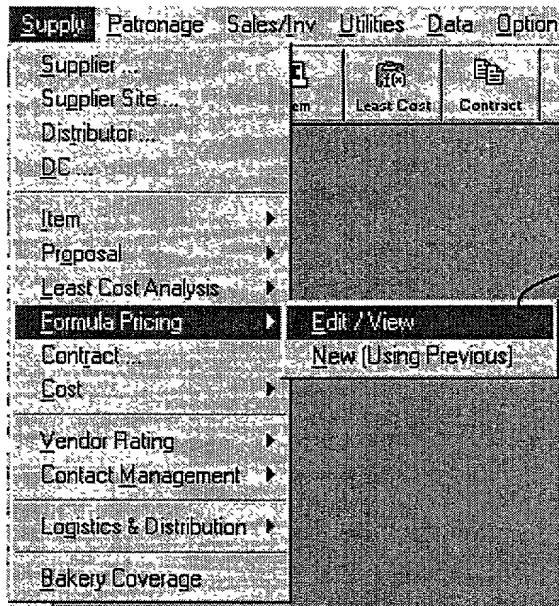 Supply Patronage Sales/Inv Utilities Data Option
Supplier ...
Supplier Site ...
Distributor ...
DC ...
Least Cost
Contract
Item
Proposal
Least Cost Analysis
Formula Pricing
Edit / View
New (Using Previous)
Contract ...
Cost
Vendor Rating
Contact Management
Logistics & Distribution
Bakery Coverage